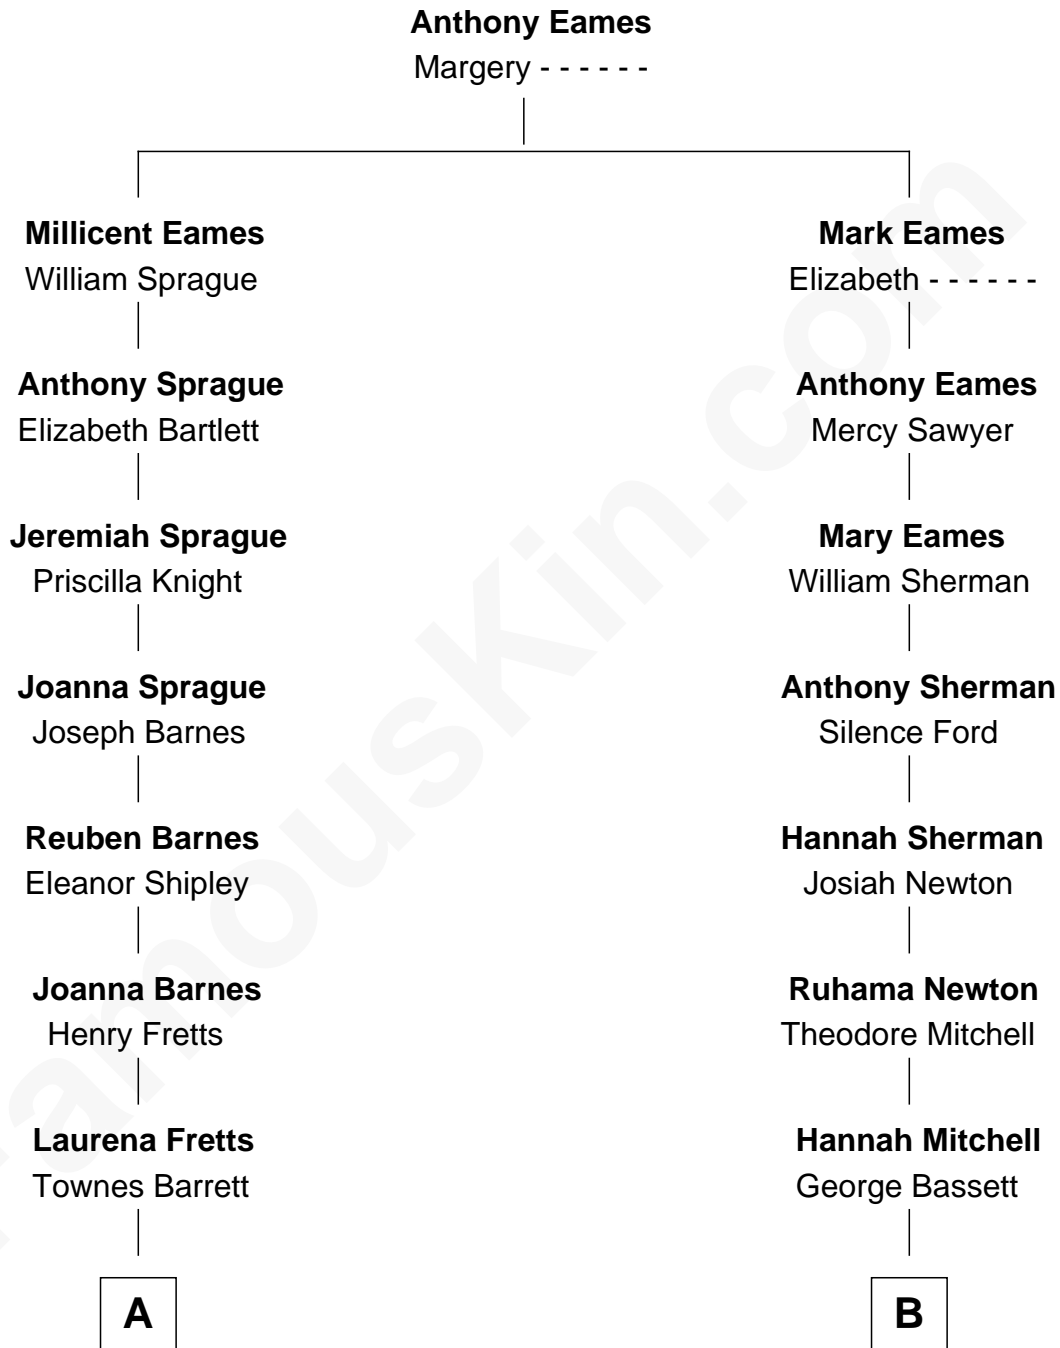 Anthony Eames
Margery - - - - - -
Millicent Eames
William Sprague
Mark Eames
Elizabeth - - - - - -
Anthony Sprague
Elizabeth Bartlett
Anthony Eames
Mercy Sawyer
Jeremiah Sprague
Priscilla Knight
Mary Eames
William Sherman
Joanna Sprague
Joseph Barnes
Anthony Sherman
Silence Ford
Reuben Barnes
Eleanor Shipley
Hannah Sherman
Josiah Newton
Joanna Barnes
Henry Fretts
Ruhama Newton
Theodore Mitchell
Laurena Fretts
Townes Barrett
Hannah Mitchell
George Bassett
A
B
FamousKin.com